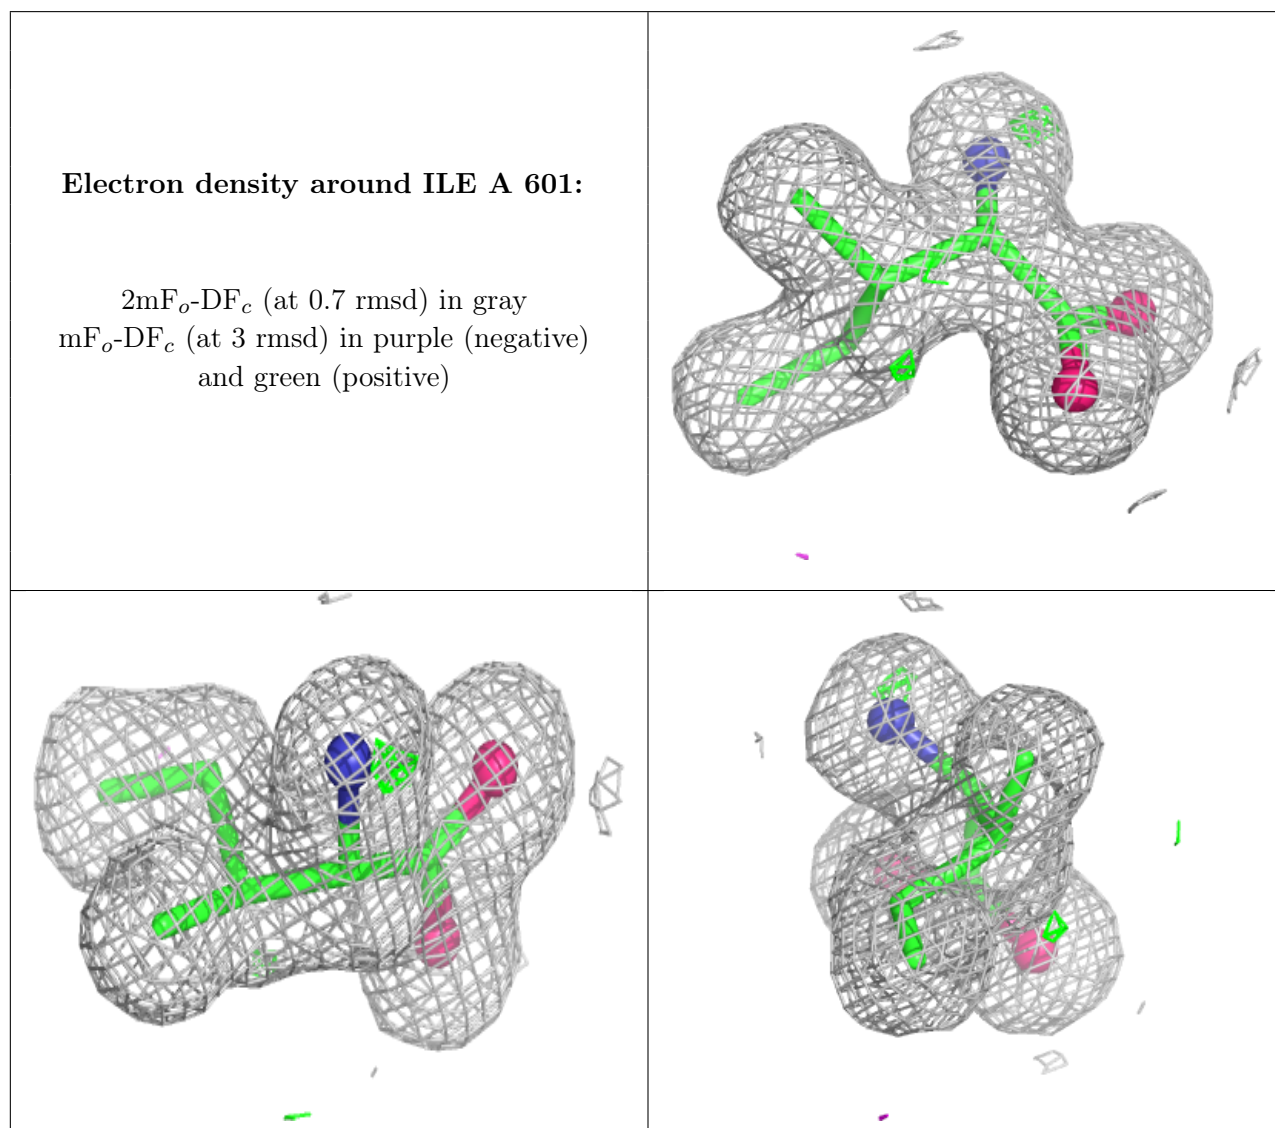 Electron density around ILE A 601:
2mFo-DFc (at 0.7 rmsd) in gray
mFo-DFc (at 3 rmsd) in purple (negative)
and green (positive)